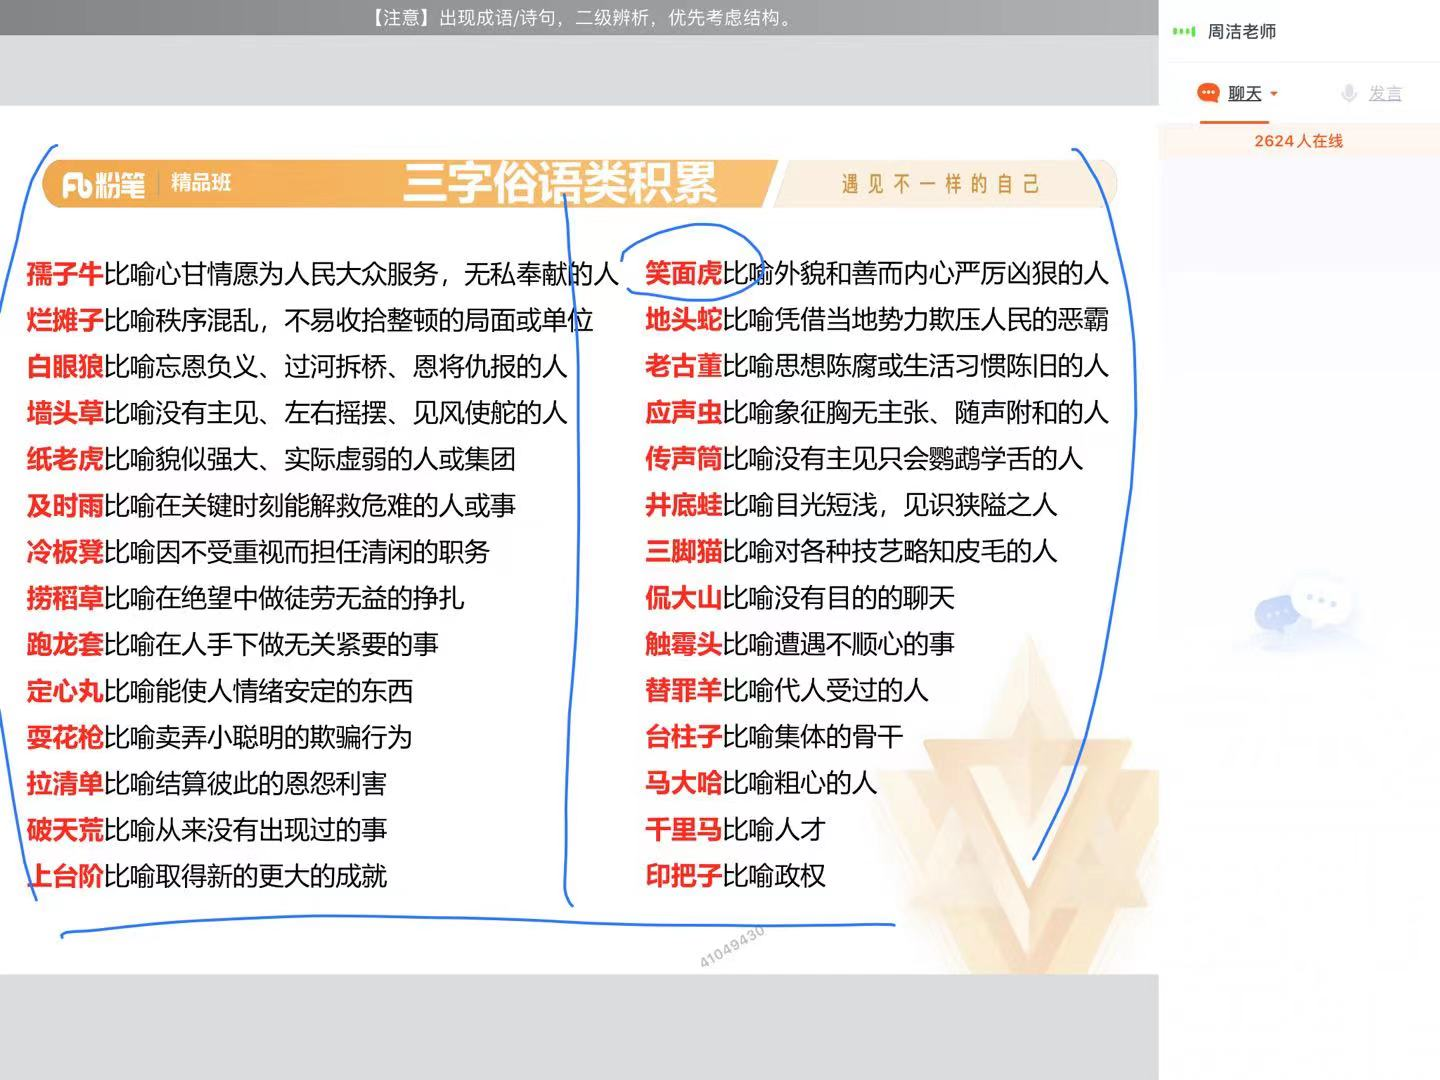 【注意】出现成语/诗句，二级辨析，优先考虑结构。
周洁老师
聊天
发言
2624人在线
粉笔 精品班
三字俗语类积累
遇见不一样的自己
孺子牛比喻心甘情愿为人民大众服务，无私奉献的人
烂摊子比喻秩序混乱，不易收拾整顿的局面或单位
白眼狼比喻忘恩负义、过河拆桥、恩将仇报的人
墙头草比喻没有主见、左右摇摆、见风使舵的人
纸老虎比喻貌似强大、实际虚弱的人或集团
及时雨比喻在关键时刻能解救危难的人或事
冷板凳比喻因不受重视而担任清闲的职务
捞稻草比喻在绝望中做徒劳无益的挣扎
跑龙套比喻在人手下做无关紧要的事
定心丸比喻能使人情绪安定的东西
耍花枪比喻卖弄小聪明的欺骗行为
拉清单比喻结算彼此的恩怨利害
破天荒比喻从来没有出现过的事
上台阶比喻取得新的更大的成就
笑面虎比喻外貌和善而内心严厉凶狠的人
地头蛇比喻凭借当地势力欺压人民的恶霸
老古董比喻思想陈腐或生活习惯陈旧的人
应声虫比喻象征胸无主张、随声附和的人
传声筒比喻没有主见只会鹦鹉学舌的人
井底蛙比喻目光短浅，见识狭隘之人
三脚猫比喻对各种技艺略知皮毛的人
侃大山比喻没有目的的聊天
触霉头比喻遭遇不顺心的事
替罪羊比喻代人受过的人
台柱子比喻集体的骨干
马大哈比喻粗心的人
千里马比喻人才
印把子比喻政权
41049430